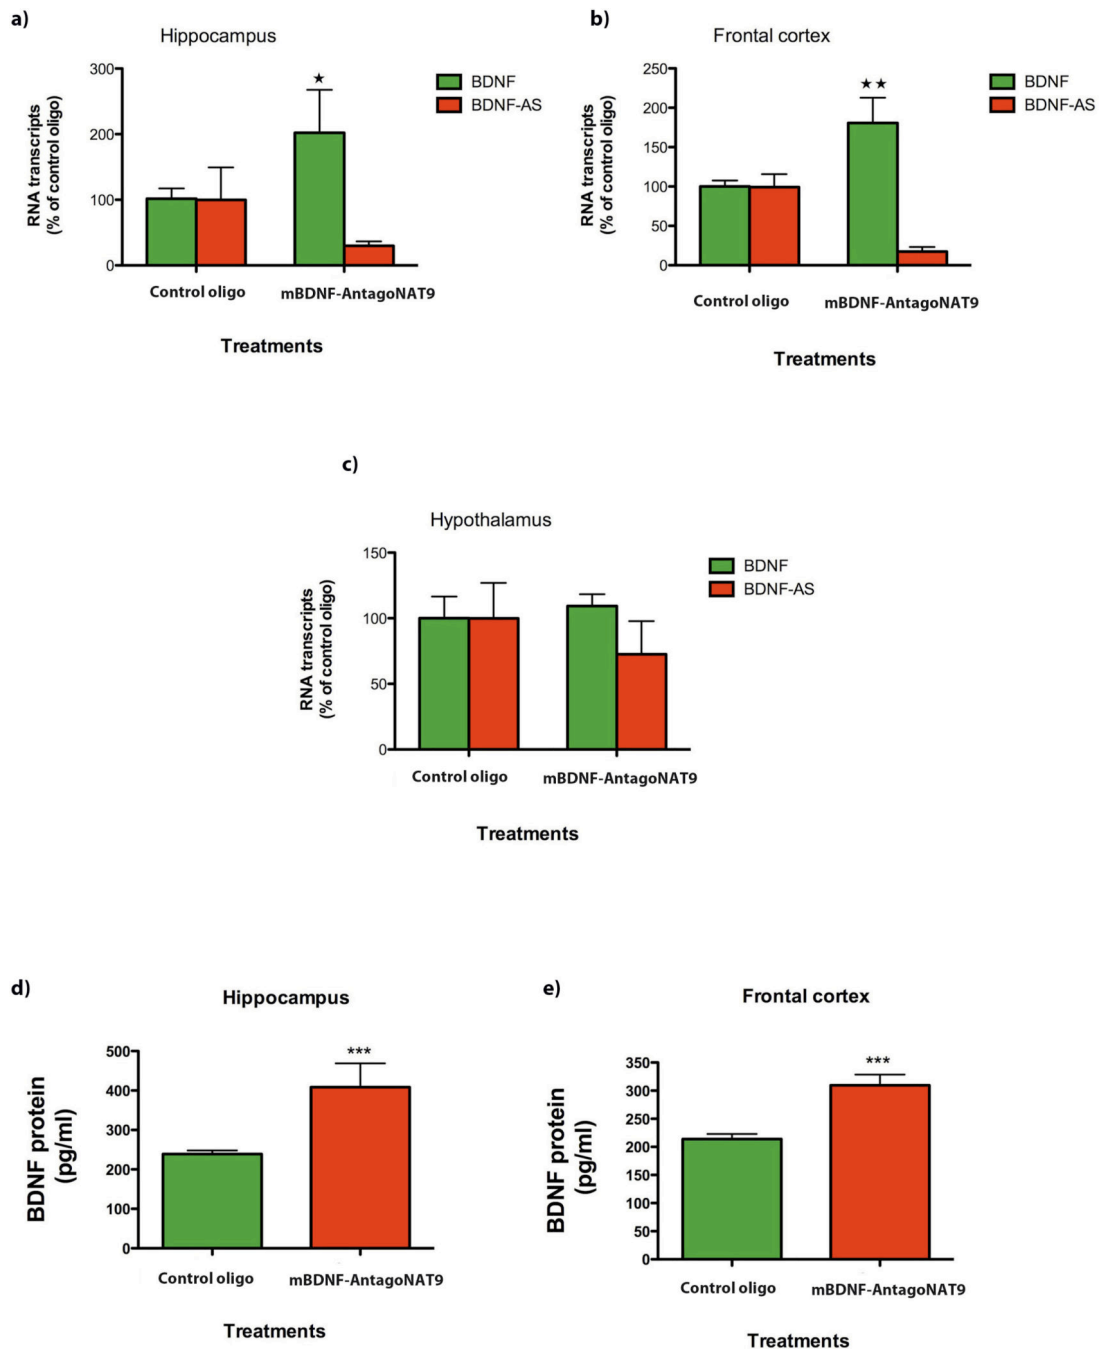 a)
Hippocampus
RNA transcripts
(% of control oligo)
300
200
100
0
★
BDNF
BDNF-AS
Control oligo
mBDNF-AntagoNAT9
Treatments
b)
Frontal cortex
RNA transcripts
(% of control oligo)
250
200
150
100
50
0
★★
BDNF
BDNF-AS
Control oligo
mBDNF-AntagoNAT9
Treatments
c)
Hypothalamus
RNA transcripts
(% of control oligo)
150
100
50
0
BDNF
BDNF-AS
Control oligo
mBDNF-AntagoNAT9
Treatments
d)
Hippocampus
BDNF protein
(pg/ml)
500
400
300
200
100
0
***
Control oligo
mBDNF-AntagoNAT9
Treatments
e)
Frontal cortex
BDNF protein
(pg/ml)
350
300
250
200
150
100
50
0
***
Control oligo
mBDNF-AntagoNAT9
Treatments